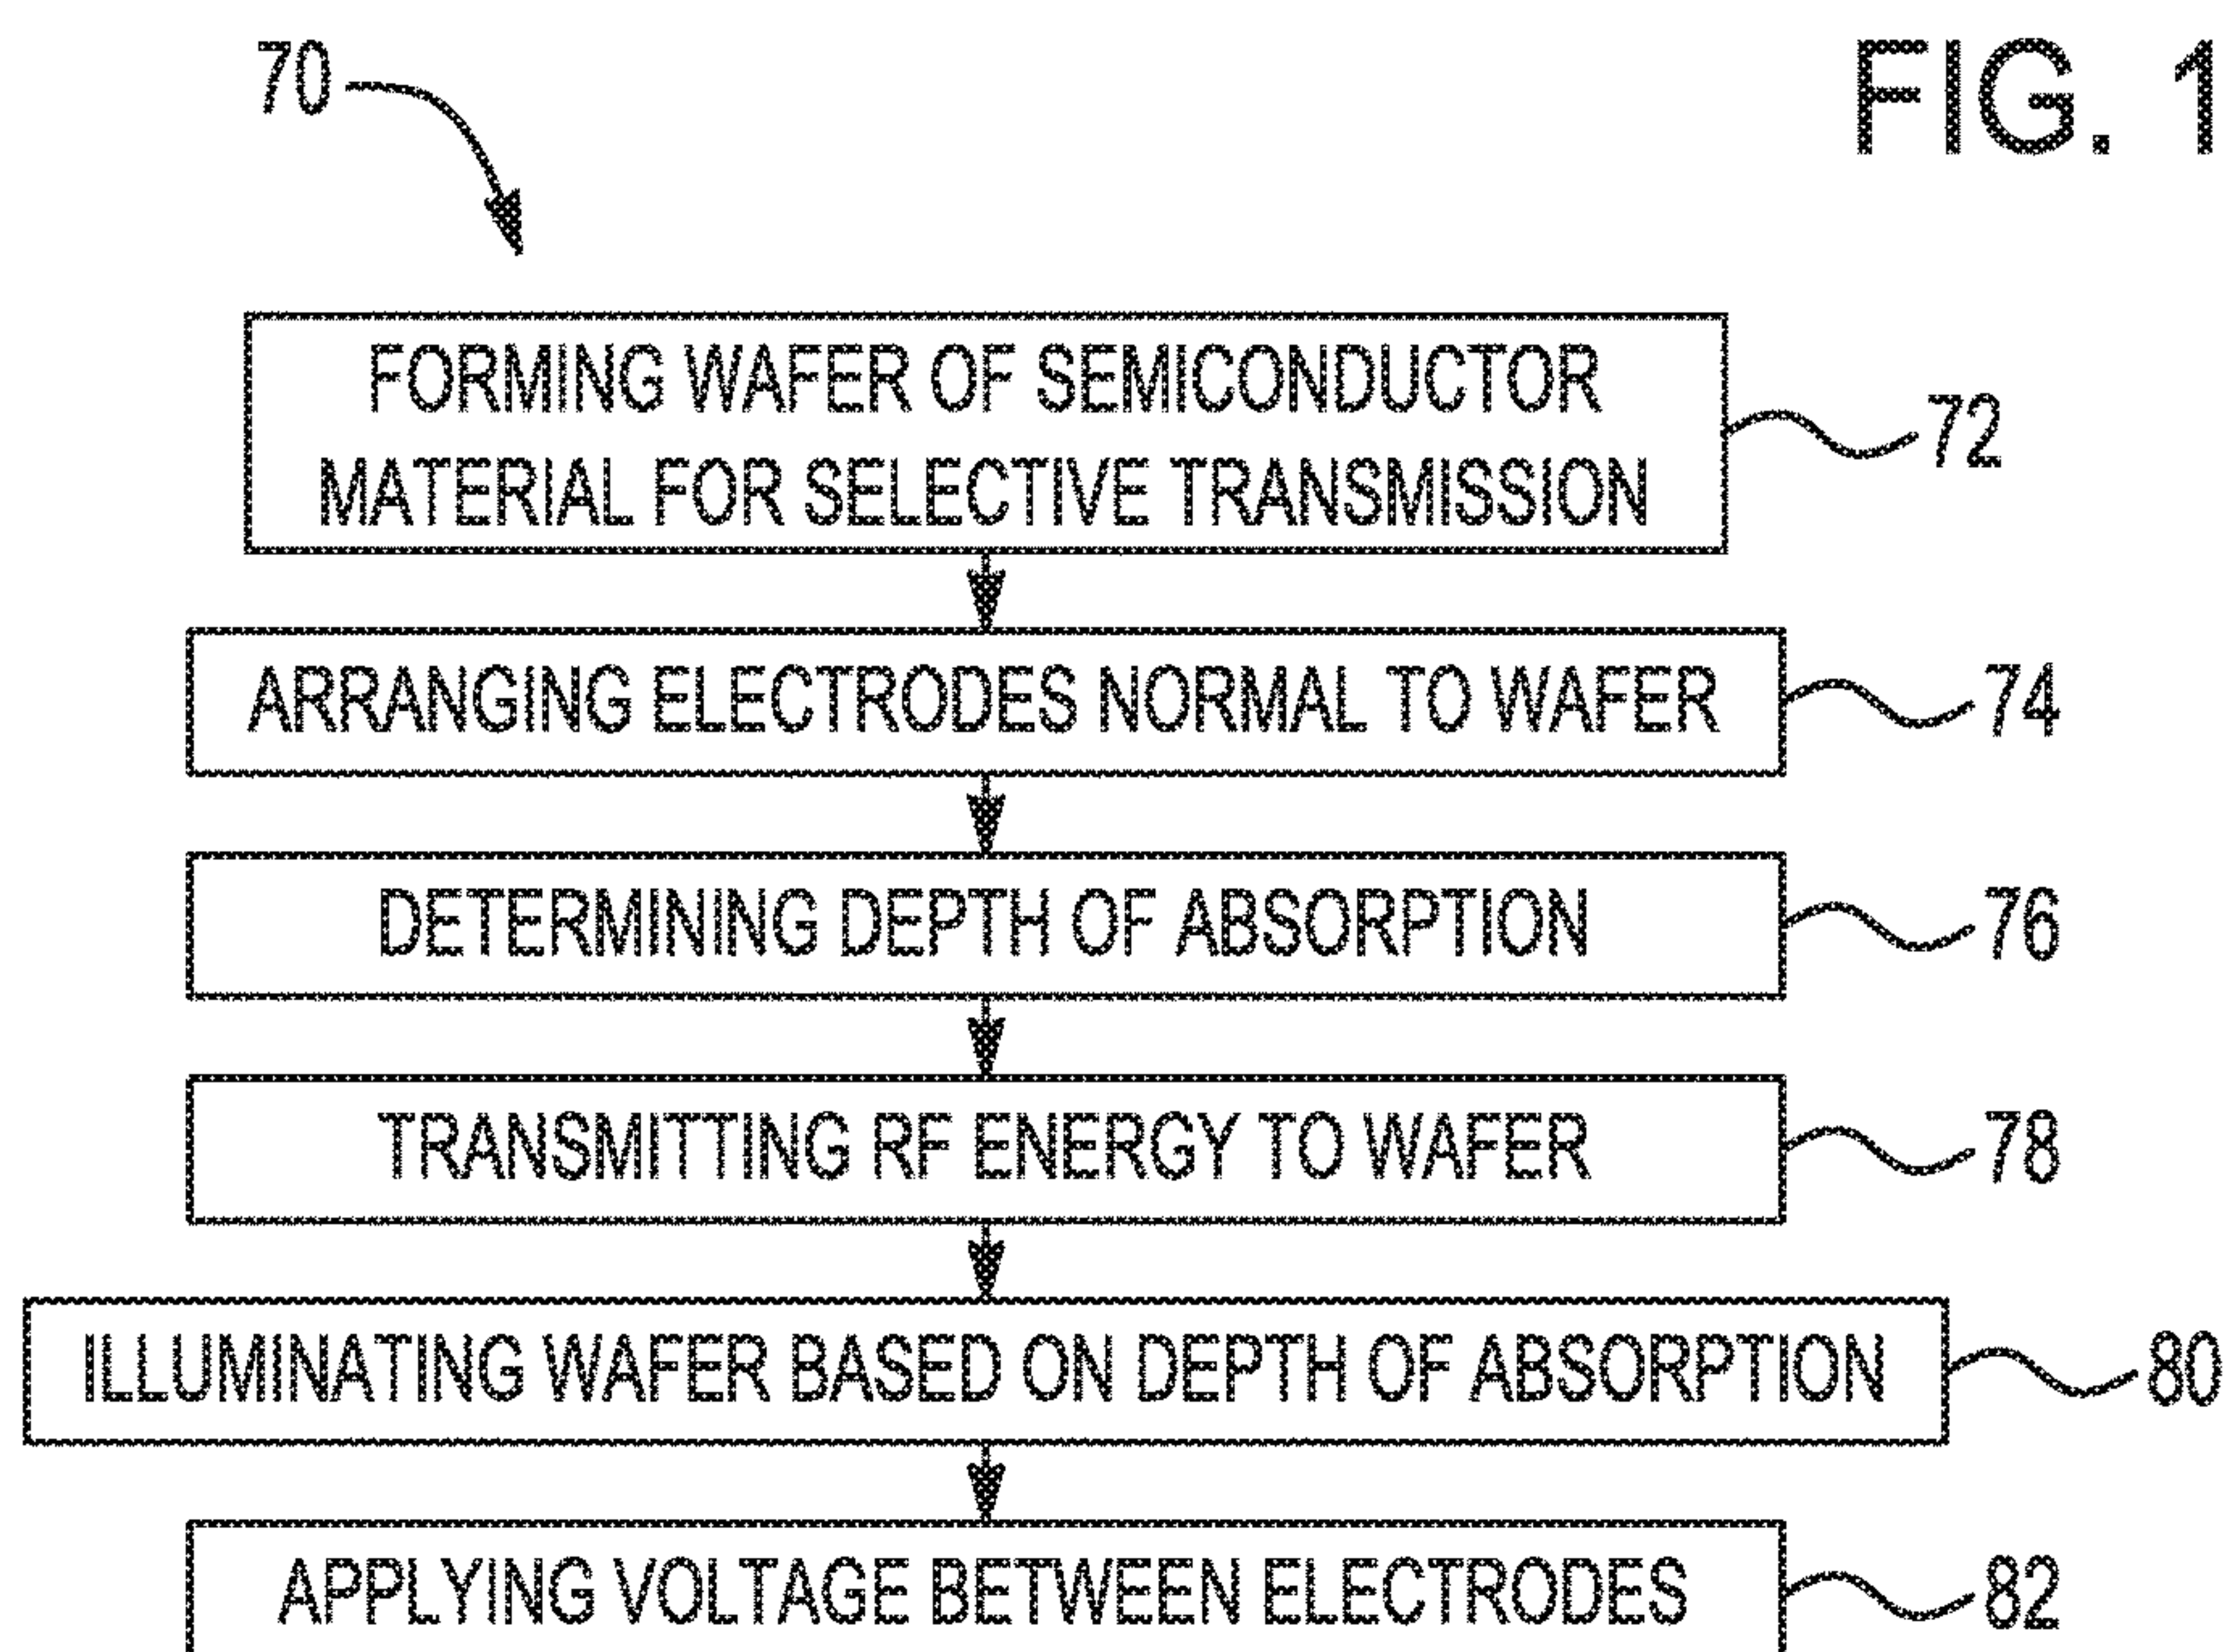 70
FIG. 1
FORMING WAFER OF SEMICONDUCTOR
MATERIAL FOR SELECTIVE TRANSMISSION
72
ARRANGING ELECTRODES NORMAL TO WAFER
74
DETERMINING DEPTH OF ABSORPTION
76
TRANSMITTING RF ENERGY TO WAFER
78
ILLUMINATING WAFER BASED ON DEPTH OF ABSORPTION
80
APPLYING VOLTAGE BETWEEN ELECTRODES
82